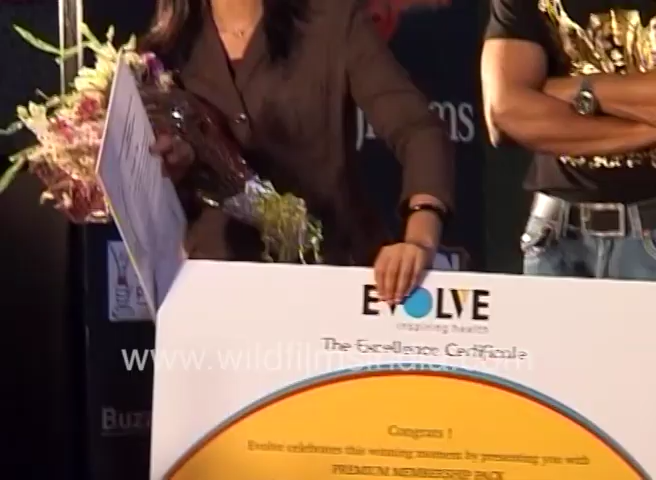 EVOLVE
inspiring health
The Excellence Certificate
www.wildfilmsindia.com
Congrats !
Evolve celebrates this winning moment by presenting you with
PREMIUM MEMBERSHIP PACK
Buzz